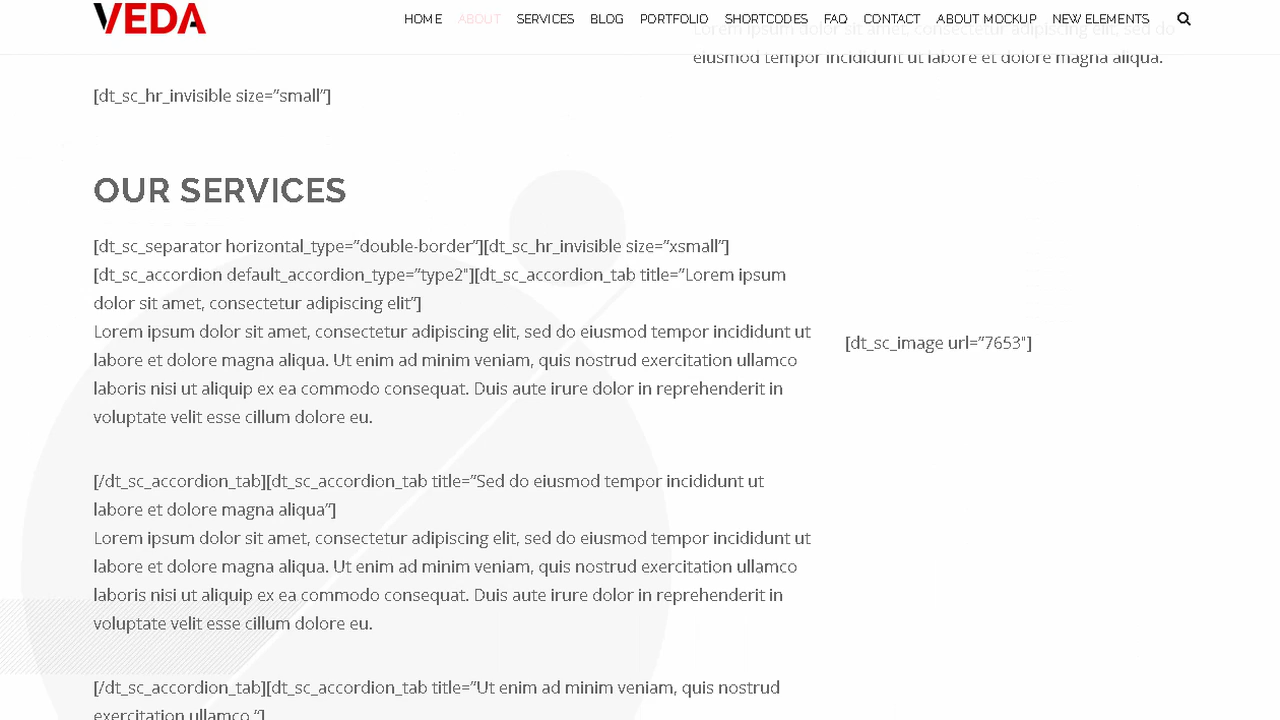 VEDA
HOME ABOUT SERVICES BLOG PORTFOLIO SHORTCODES FAQ CONTACT ABOUT MOCKUP NEW ELEMENTS
Lorem ipsum dolor sit amet, consectetur adipiscing elit, sed do
eiusmod tempor incididunt ut labore et dolore magna aliqua.
[dt_sc_hr_invisible size=”small”]
OUR SERVICES
[dt_sc_separator horizontal_type=”double-border”][dt_sc_hr_invisible size=”xsmall”]
[dt_sc_accordion default_accordion_type=”type2″][dt_sc_accordion_tab title=”Lorem ipsum
dolor sit amet, consectetur adipiscing elit”]
Lorem ipsum dolor sit amet, consectetur adipiscing elit, sed do eiusmod tempor incididunt ut
labore et dolore magna aliqua. Ut enim ad minim veniam, quis nostrud exercitation ullamco
laboris nisi ut aliquip ex ea commodo consequat. Duis aute irure dolor in reprehenderit in
voluptate velit esse cillum dolore eu.
[dt_sc_image url=”7653″]
[/dt_sc_accordion_tab][dt_sc_accordion_tab title=”Sed do eiusmod tempor incididunt ut
labore et dolore magna aliqua”]
Lorem ipsum dolor sit amet, consectetur adipiscing elit, sed do eiusmod tempor incididunt ut
labore et dolore magna aliqua. Ut enim ad minim veniam, quis nostrud exercitation ullamco
laboris nisi ut aliquip ex ea commodo consequat. Duis aute irure dolor in reprehenderit in
voluptate velit esse cillum dolore eu.
[/dt_sc_accordion_tab][dt_sc_accordion_tab title=”Ut enim ad minim veniam, quis nostrud
exercitation ullamco ”]